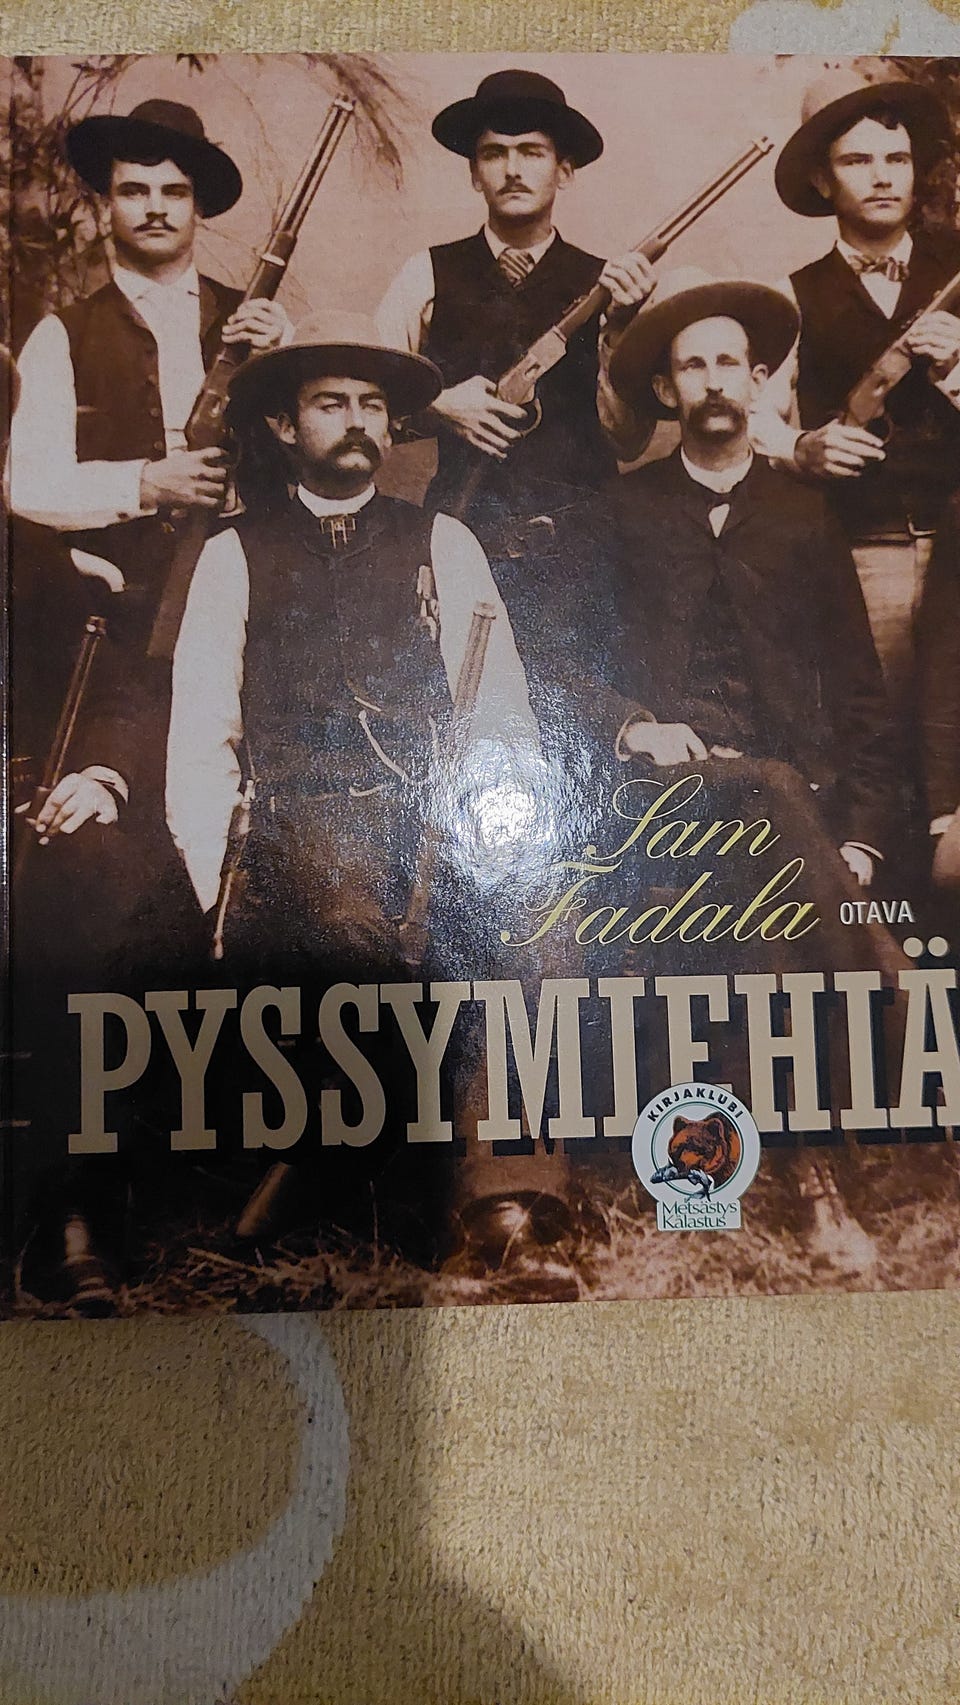 Sam
Fadala
OTAVA
PYSSYMIEHIÄ
KIRJAKLUBI
Metsästys
Kalastus